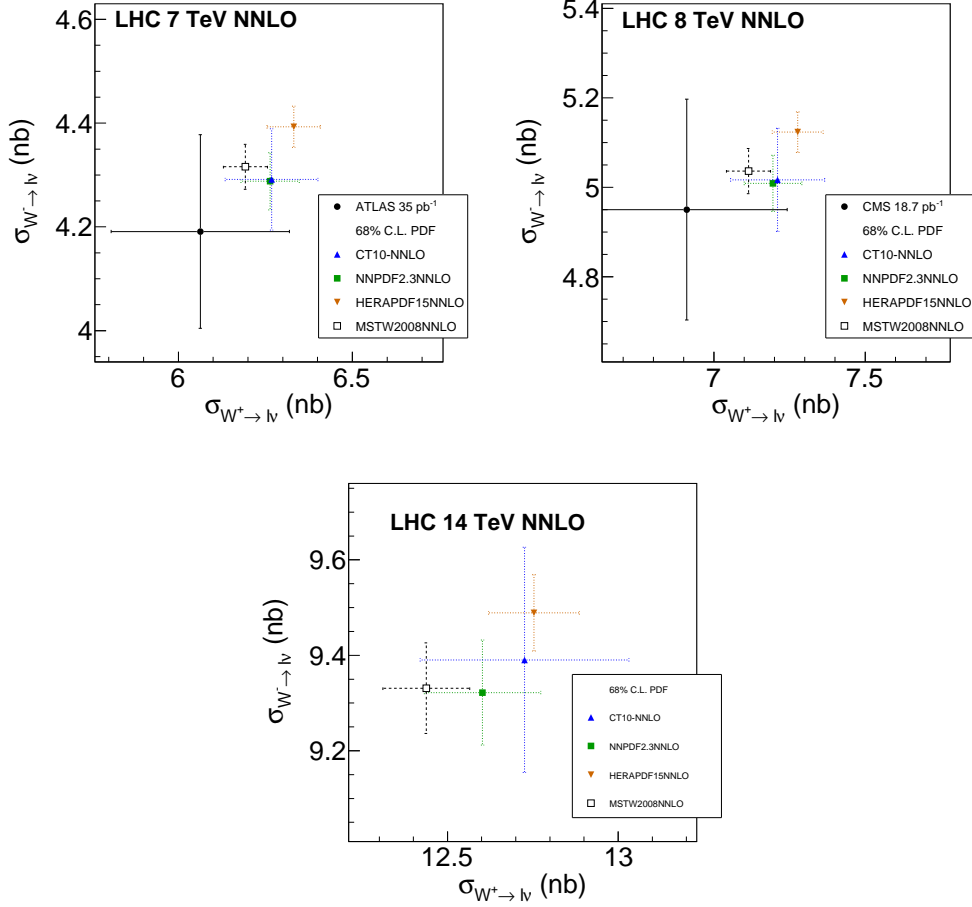 LHC 7 TeV NNLO
4.6
4.4
4.2
4
σW⁻→ lν (nb)
ATLAS 35 pb⁻¹
68% C.L. PDF
CT10-NNLO
NNPDF2.3NNLO
HERAPDF15NNLO
MSTW2008NNLO
6
6.5
σW⁺→ lν (nb)
LHC 8 TeV NNLO
5.4
5.2
5
4.8
σW⁻→ lν (nb)
CMS 18.7 pb⁻¹
68% C.L. PDF
CT10-NNLO
NNPDF2.3NNLO
HERAPDF15NNLO
MSTW2008NNLO
7
7.5
σW⁺→ lν (nb)
LHC 14 TeV NNLO
9.6
9.4
9.2
σW⁻→ lν (nb)
68% C.L. PDF
CT10-NNLO
NNPDF2.3NNLO
HERAPDF15NNLO
MSTW2008NNLO
12.5
13
σW⁺→ lν (nb)